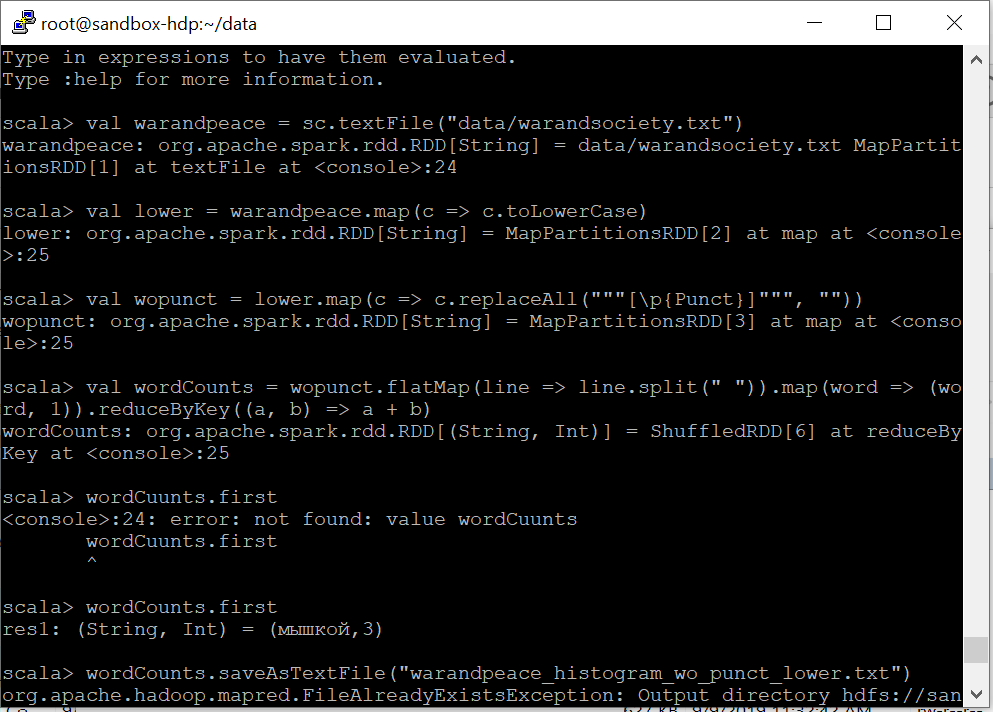 root@sandbox-hdp:~/data
Type in expressions to have them evaluated.
Type :help for more information.
scala> val warandpeace = sc.textFile("data/warandsociety.txt")
warandpeace: org.apache.spark.rdd.RDD[String] = data/warandsociety.txt MapPartit
ionsRDD[1] at textFile at <console>:24
scala> val lower = warandpeace.map(c => c.toLowerCase)
lower: org.apache.spark.rdd.RDD[String] = MapPartitionsRDD[2] at map at <console
>:25
scala> val wopunct = lower.map(c => c.replaceAll("""[\p{Punct}]""", ""))
wopunct: org.apache.spark.rdd.RDD[String] = MapPartitionsRDD[3] at map at <conso
le>:25
scala> val wordCounts = wopunct.flatMap(line => line.split(" ")).map(word => (wo
rd, 1)).reduceByKey((a, b) => a + b)
wordCounts: org.apache.spark.rdd.RDD[(String, Int)] = ShuffledRDD[6] at reduceBy
Key at <console>:25
scala> wordCuunts.first
<console>:24: error: not found: value wordCuunts
wordCuunts.first
^
scala> wordCounts.first
res1: (String, Int) = (мышкой,3)
scala> wordCounts.saveAsTextFile("warandpeace_histogram_wo_punct_lower.txt")
org.apache.hadoop.mapred.FileAlreadyExistsException: Output directory hdfs://san